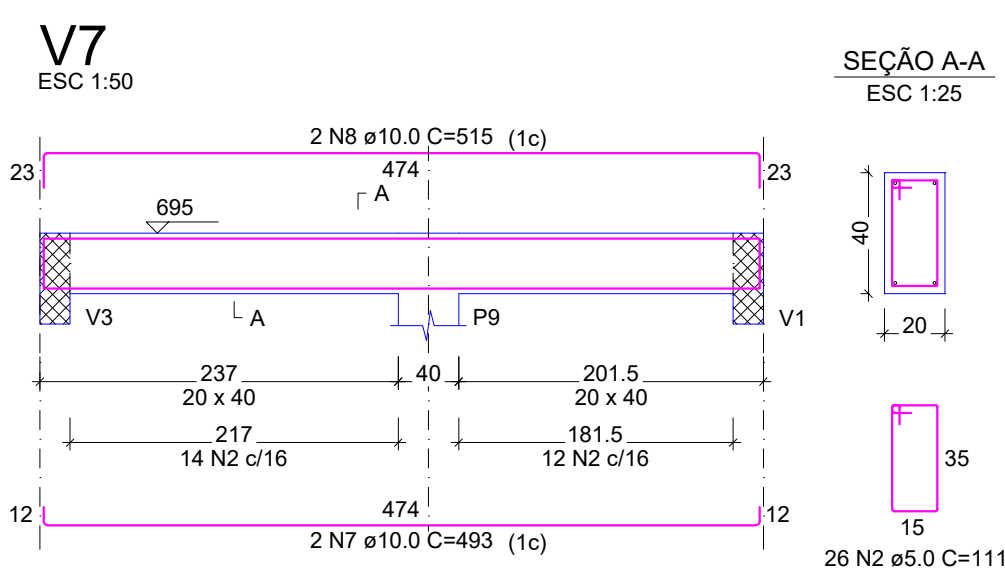 V7
ESC 1:50
SEÇÃO A-A
ESC 1:25
2 N8 ø10.0 C=515 (1c)
23
474
23
A
695
40
V3
A
P9
V1
20
237
40
201.5
20 x 40
20 x 40
217
181.5
14 N2 c/16
12 N2 c/16
35
12
474
12
15
2 N7 ø10.0 C=493 (1c)
26 N2 ø5.0 C=111